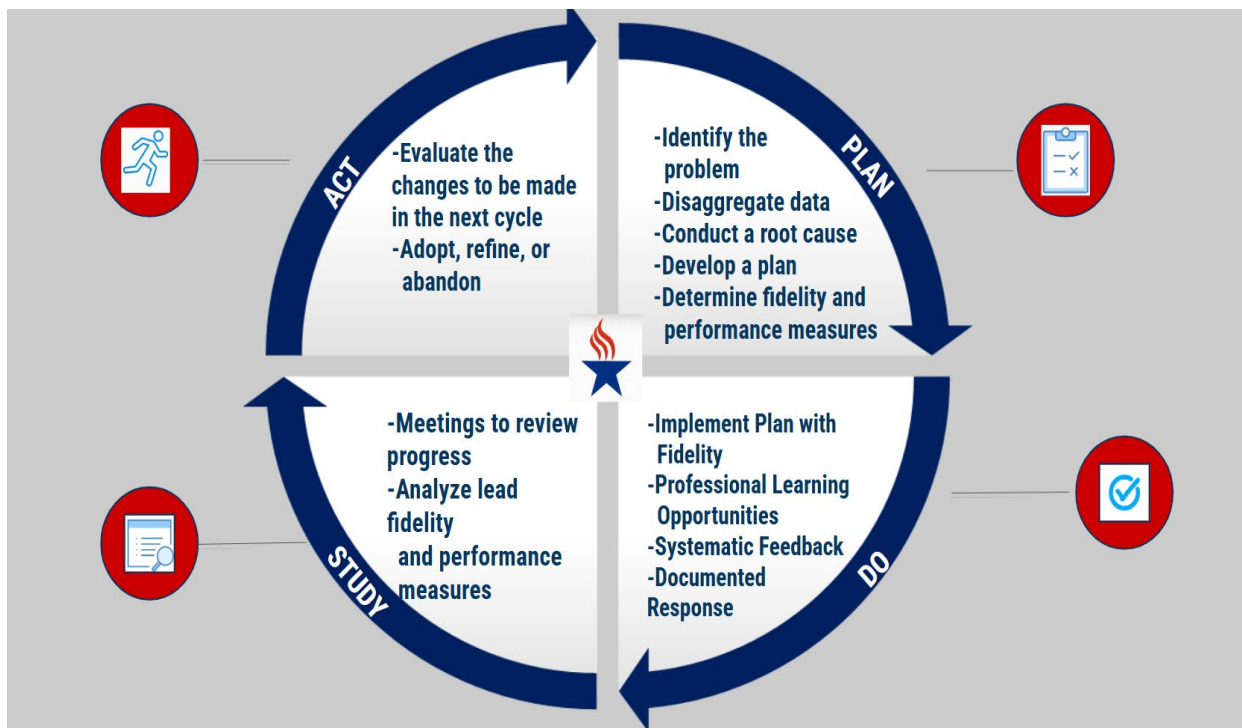 PLAN
-Identify the
problem
-Disaggregate data
-Conduct a root cause
-Develop a plan
-Determine fidelity and
performance measures
DO
-Implement Plan with
Fidelity
-Professional Learning
Opportunities
-Systematic Feedback
-Documented
Response
STUDY
-Meetings to review
progress
-Analyze lead
fidelity
and performance
measures
ACT
-Evaluate the
changes to be made
in the next cycle
-Adopt, refine, or
abandon